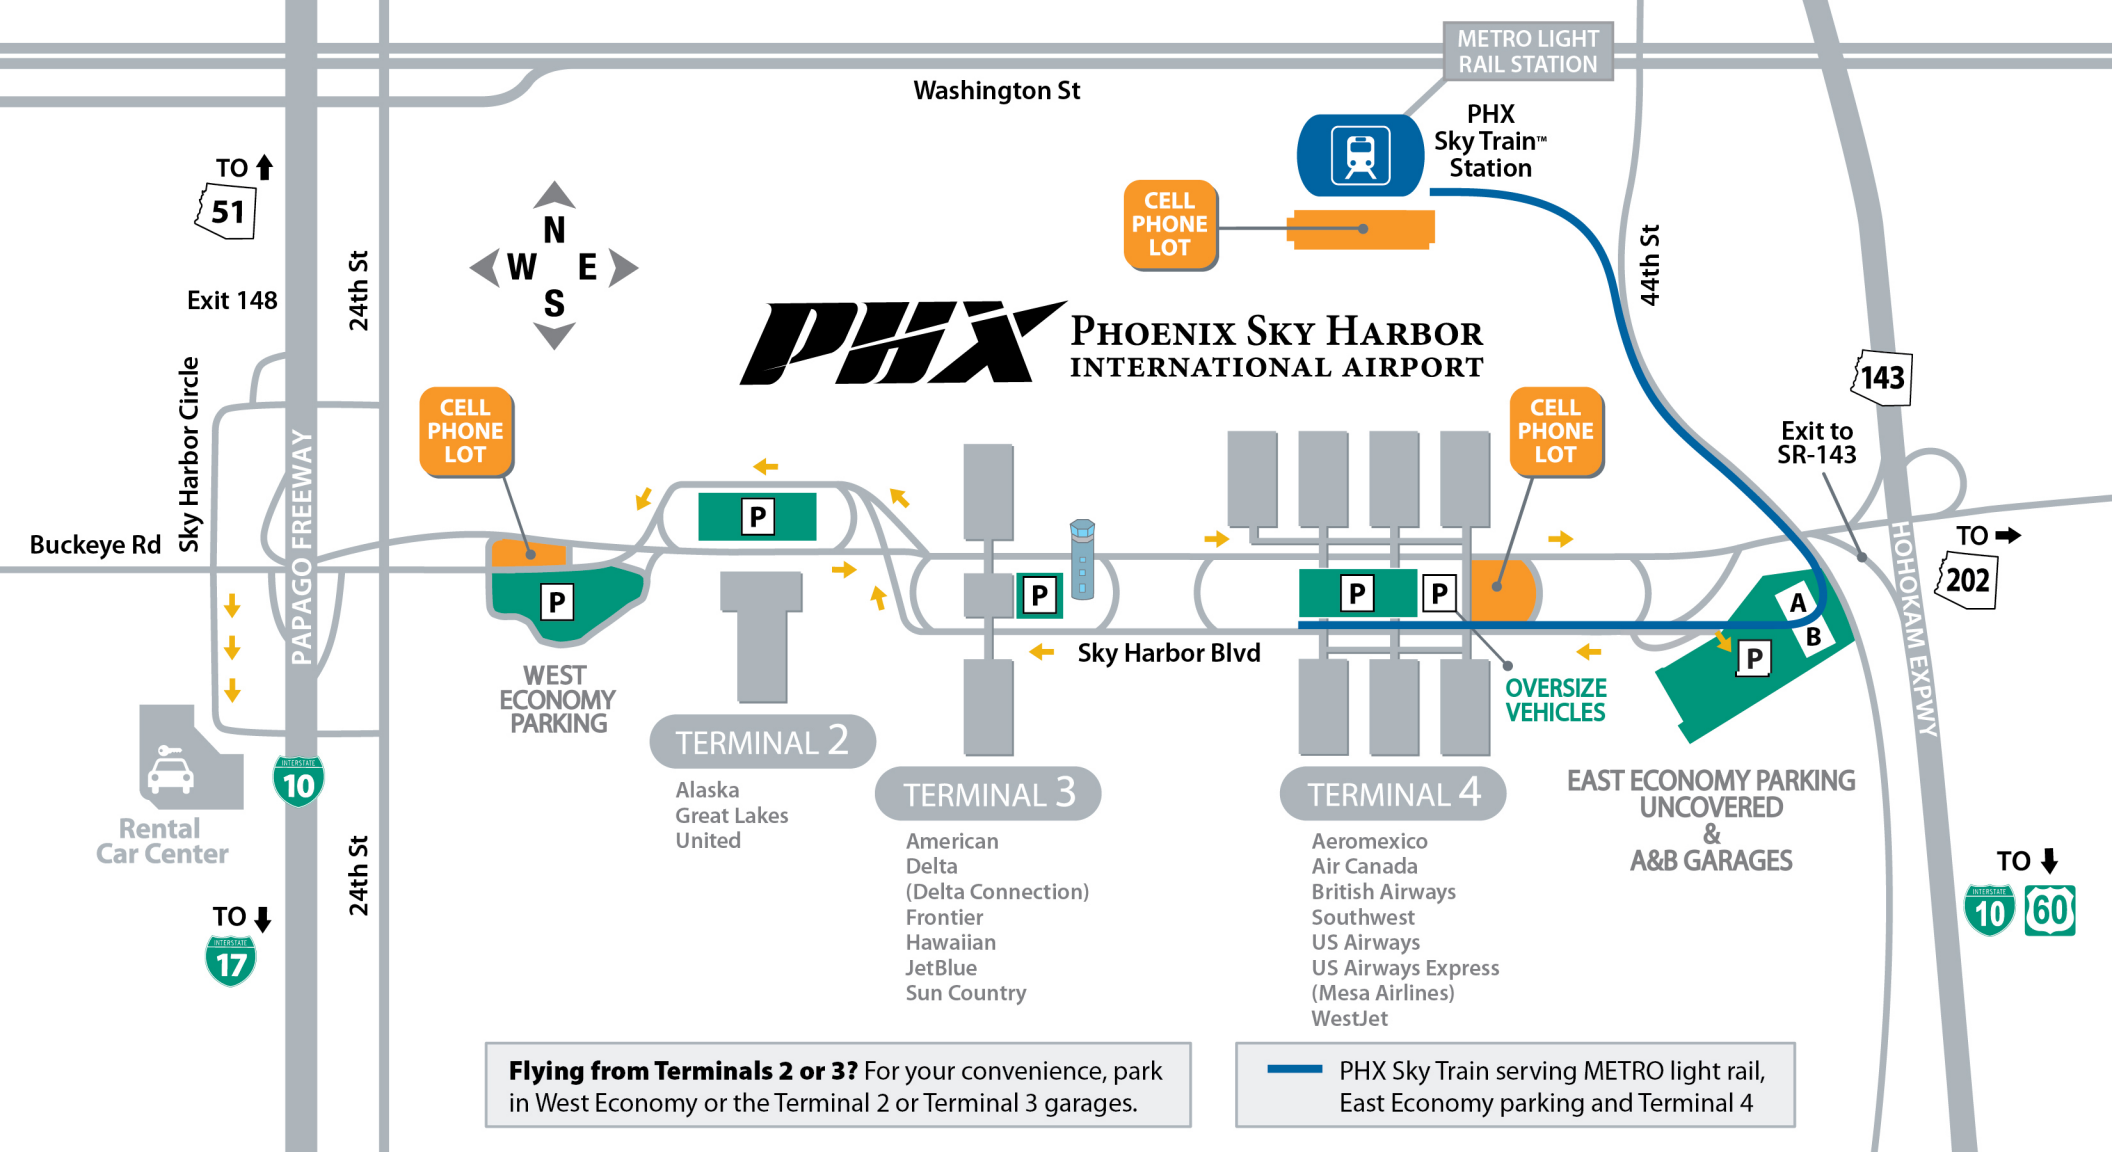 METRO LIGHT
RAIL STATION
Washington St
PHX
Sky Train™
Station
TO
51
CELL
PHONE
LOT
N
W E
S
24th St
44th St
Exit 148
PHX
PHOENIX SKY HARBOR
INTERNATIONAL AIRPORT
Sky Harbor Circle
PAPAGO FREEWAY
CELL
PHONE
LOT
CELL
PHONE
LOT
143
Exit to
SR-143
Buckeye Rd
P
P
P
P
P
TO
202
HOHOKAM EXPWY
A
B
P
Sky Harbor Blvd
WEST
ECONOMY
PARKING
OVERSIZE
VEHICLES
INTERSTATE
10
Rental
Car Center
24th St
TO
INTERSTATE
17
TERMINAL 2
Alaska
Great Lakes
United
TERMINAL 3
American
Delta
(Delta Connection)
Frontier
Hawaiian
JetBlue
Sun Country
TERMINAL 4
Aeromexico
Air Canada
British Airways
Southwest
US Airways
US Airways Express
(Mesa Airlines)
WestJet
EAST ECONOMY PARKING
UNCOVERED
&
A&B GARAGES
TO
INTERSTATE
10
60
Flying from Terminals 2 or 3? For your convenience, park
in West Economy or the Terminal 2 or Terminal 3 garages.
PHX Sky Train serving METRO light rail,
East Economy parking and Terminal 4